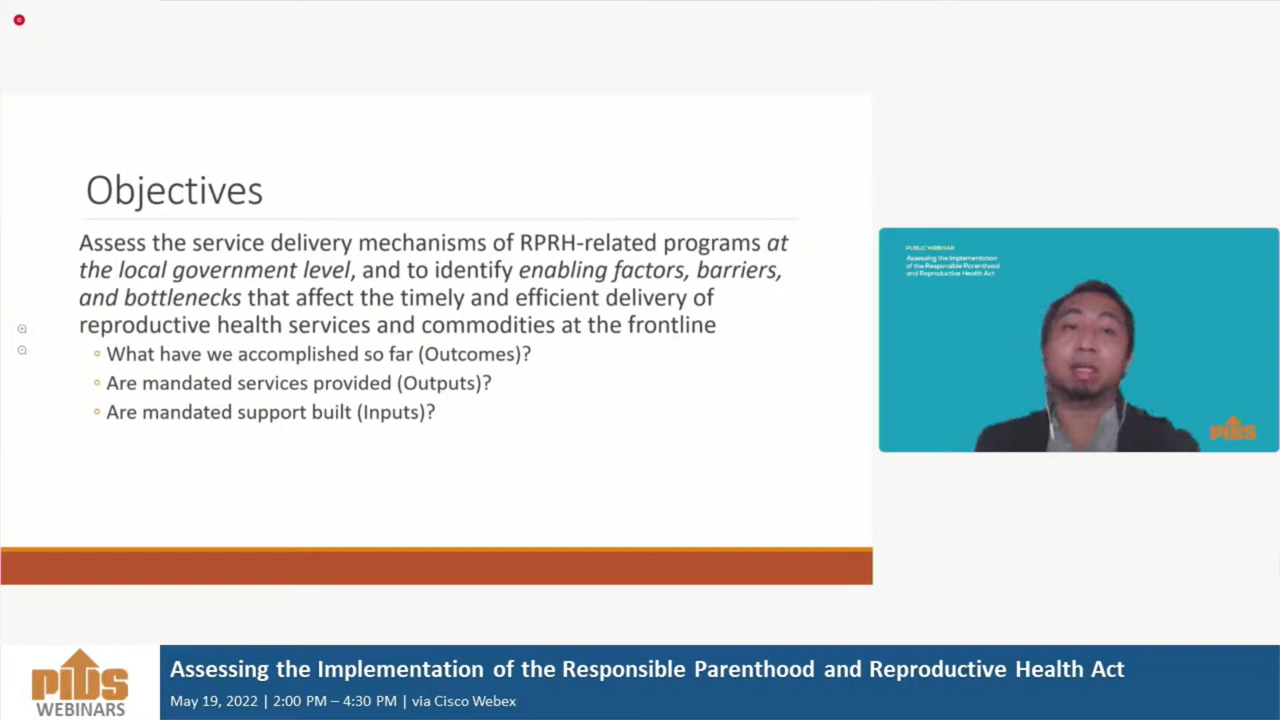 Objectives
Assess the service delivery mechanisms of RPRH-related programs at
the local government level, and to identify enabling factors, barriers,
and bottlenecks that affect the timely and efficient delivery of
reproductive health services and commodities at the frontline
What have we accomplished so far (Outcomes)?
Are mandated services provided (Outputs)?
Are mandated support built (Inputs)?
PUBLIC WEBINAR
Assessing the Implementation
of the Responsible Parenthood
and Reproductive Health Act
PIDS
PIDS
WEBINARS
Assessing the Implementation of the Responsible Parenthood and Reproductive Health Act
May 19, 2022 | 2:00 PM – 4:30 PM | via Cisco Webex